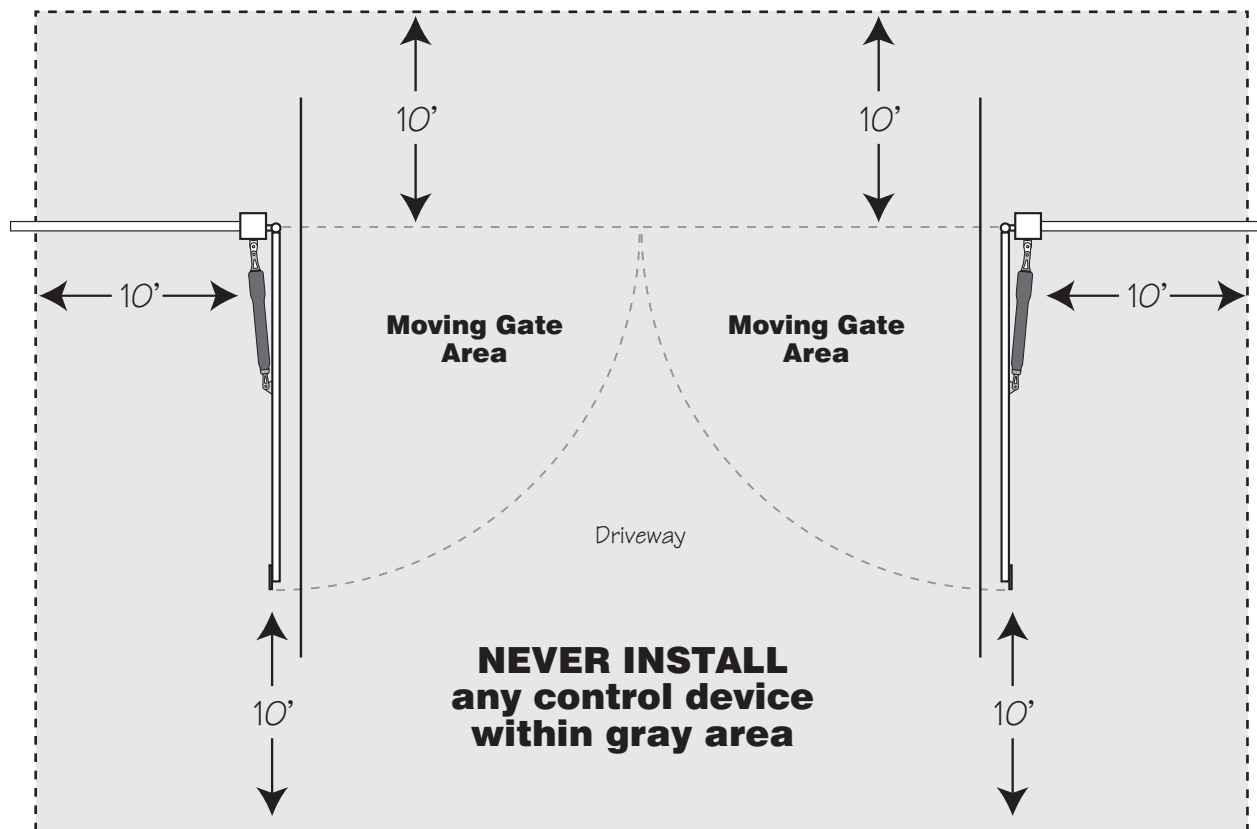 10’
10’
10’
10’
Moving Gate
Area
Moving Gate
Area
Driveway
NEVER INSTALL
any control device
within gray area
10’
10’